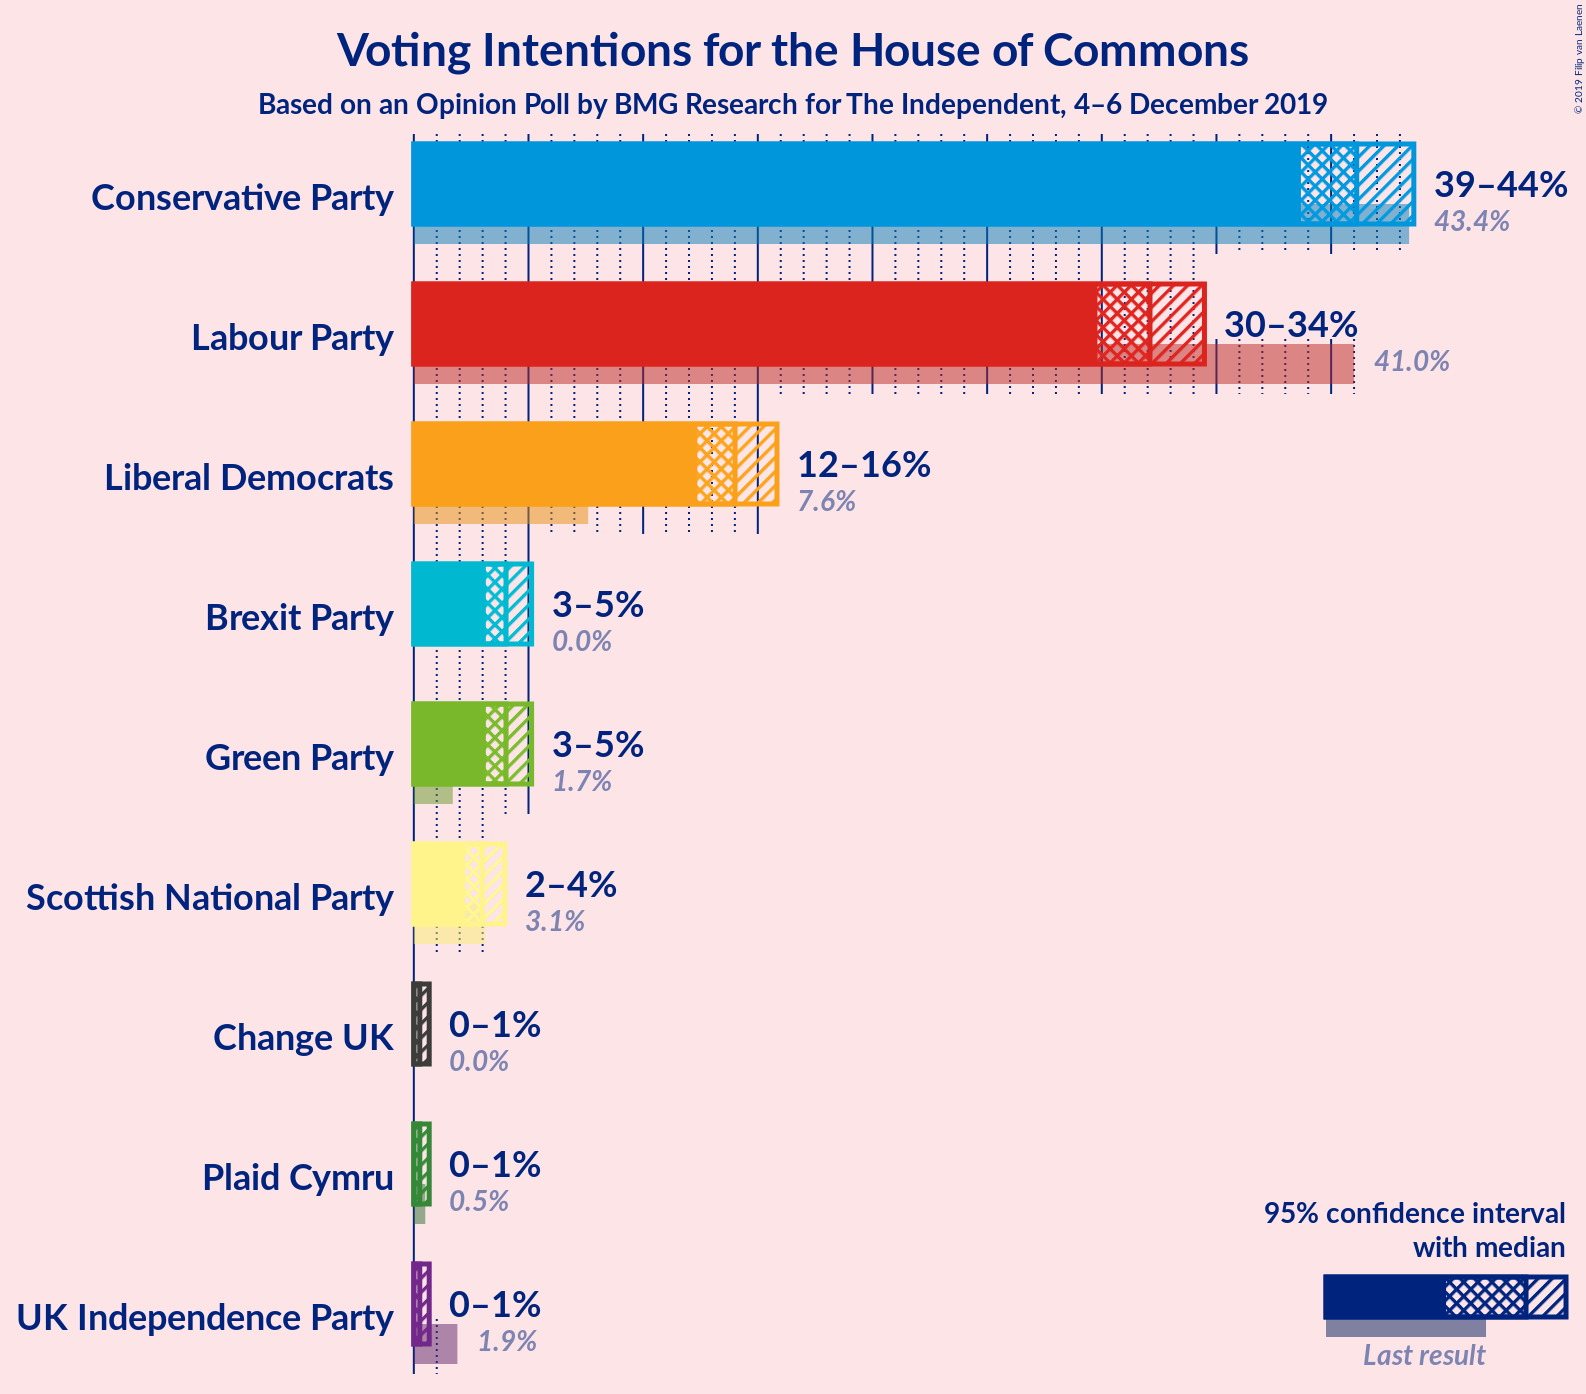 © 2019 Filip van Laenen
Voting Intentions for the House of Commons
Based on an Opinion Poll by BMG Research for The Independent, 4–6 December 2019
Conservative Party
39–44%
43.4%
Labour Party
30–34%
41.0%
Liberal Democrats
12–16%
7.6%
Brexit Party
3–5%
0.0%
Green Party
3–5%
1.7%
Scottish National Party
2–4%
3.1%
Change UK
0–1%
0.0%
Plaid Cymru
0–1%
0.5%
UK Independence Party
0–1%
1.9%
95% confidence interval
with median
Last result